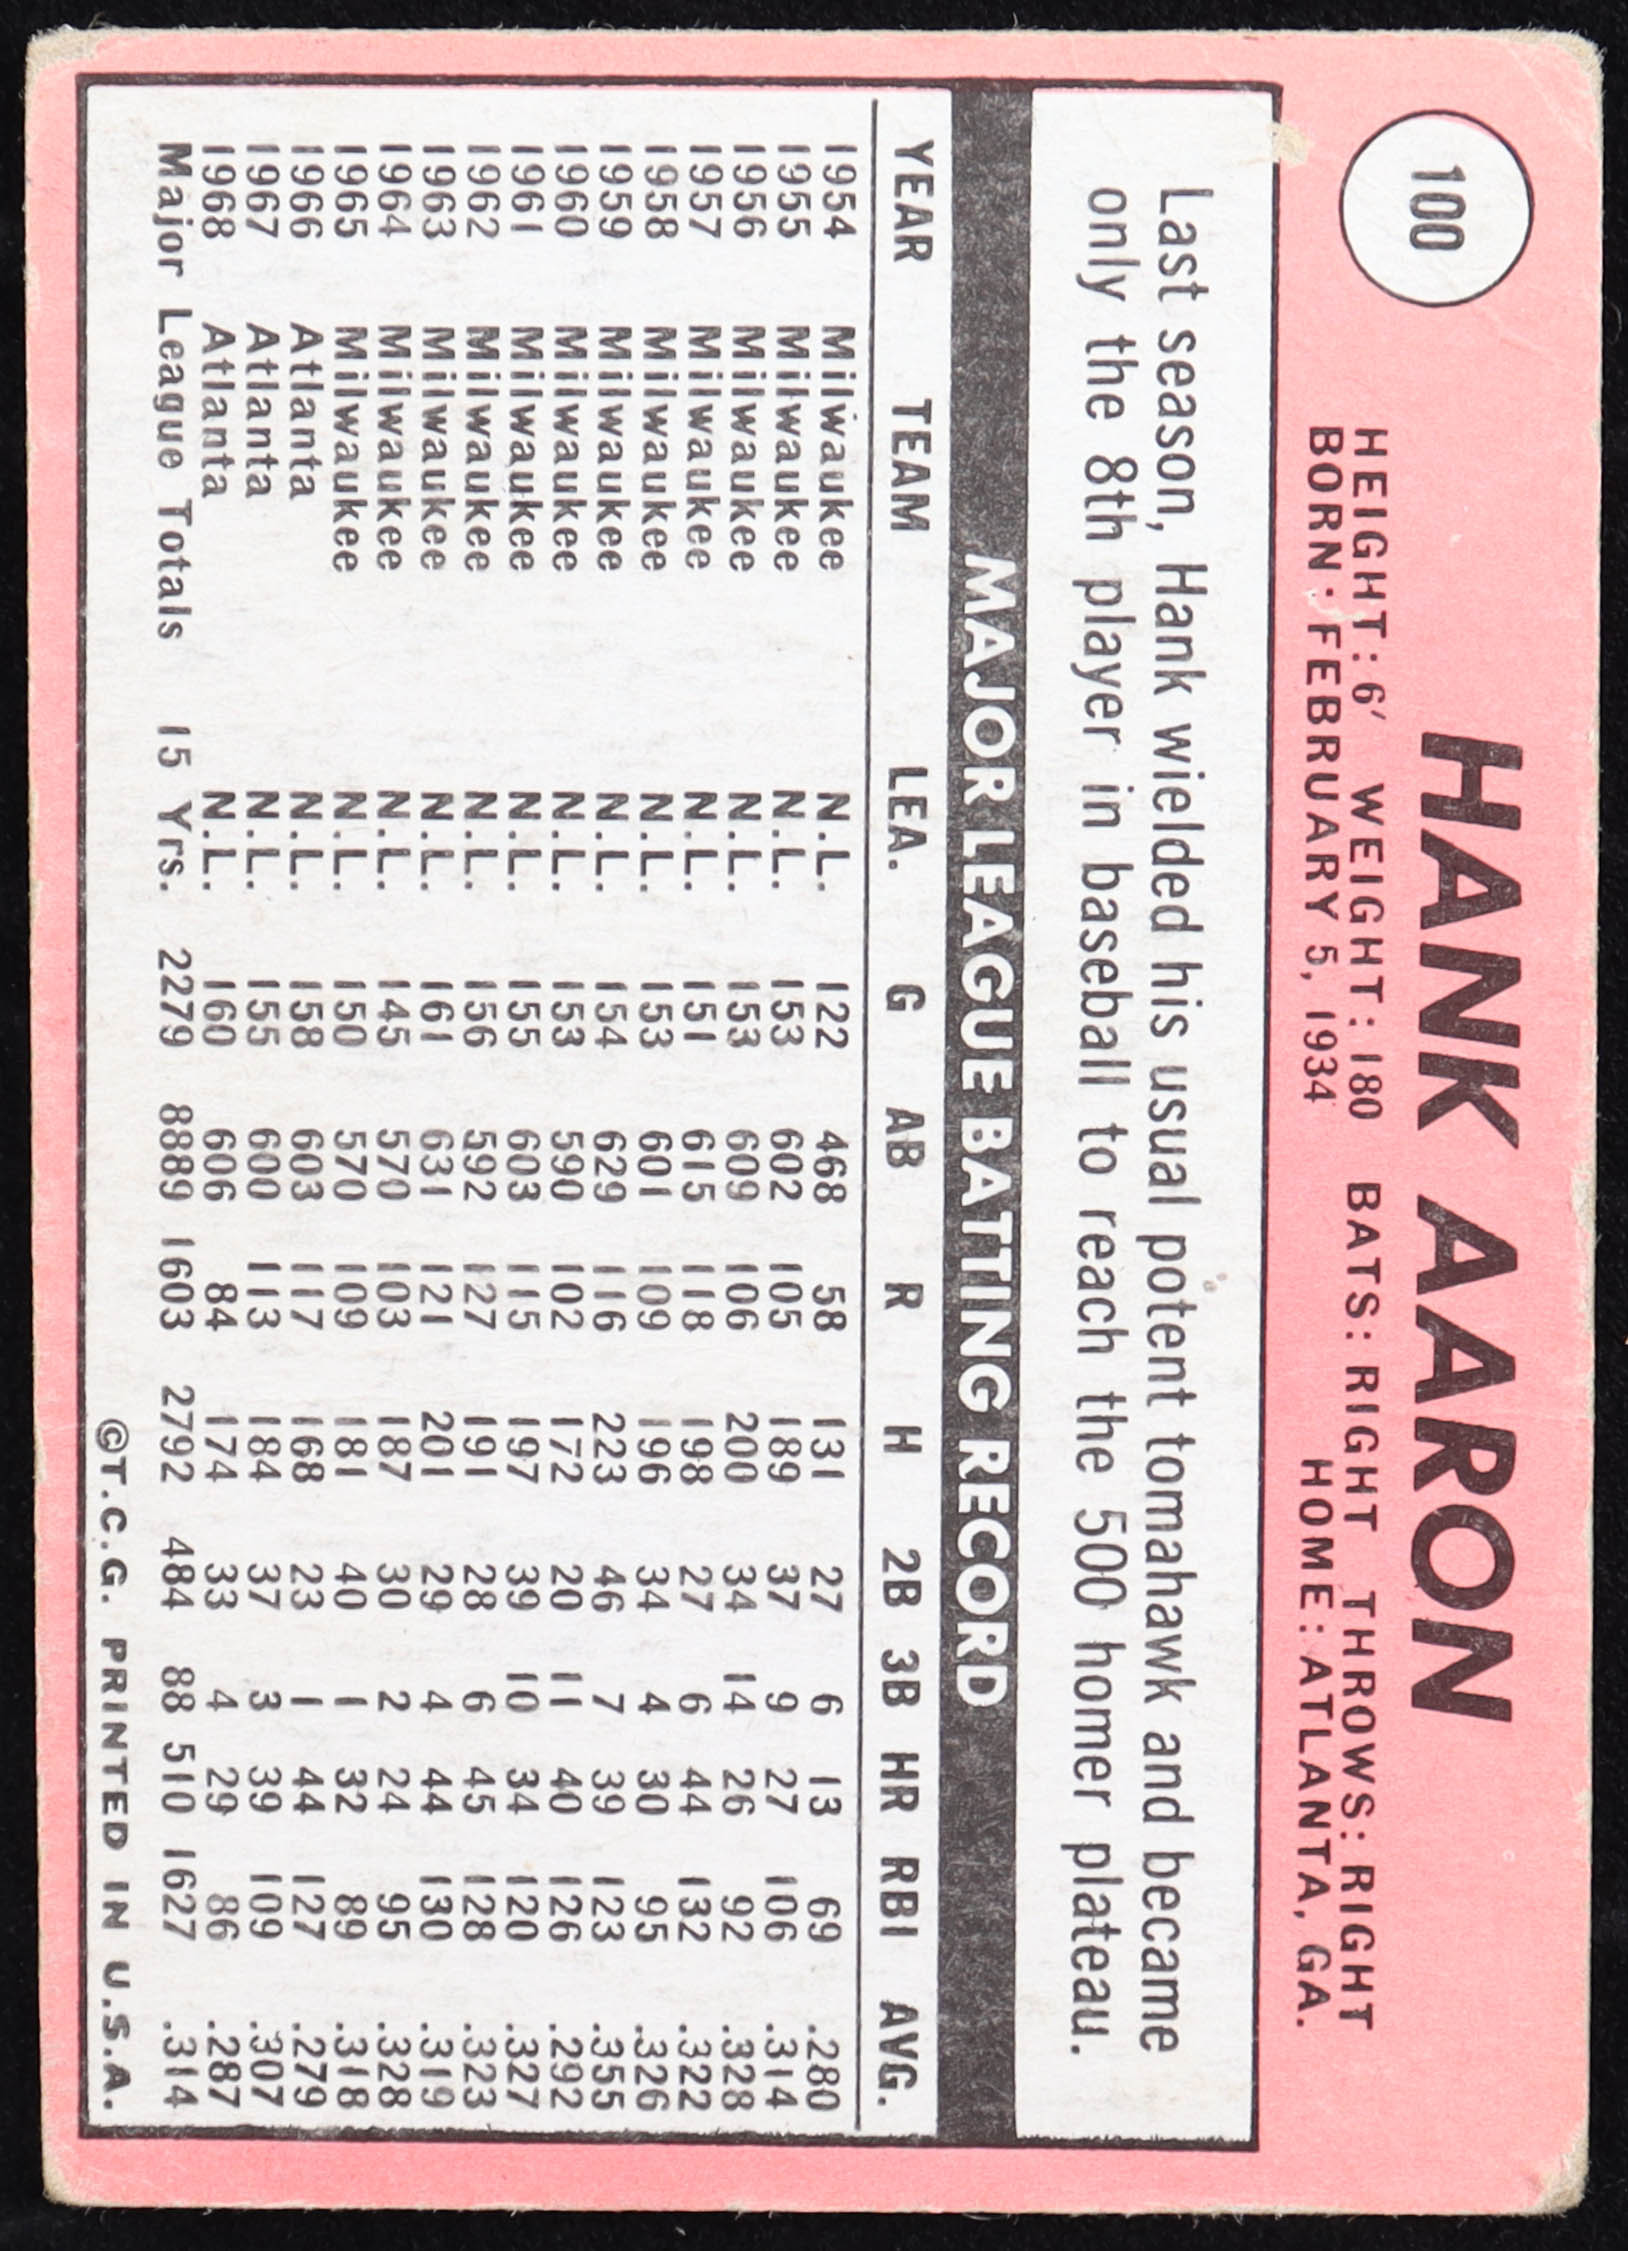 100
HANK AARON
HEIGHT: 6' WEIGHT: 180 BATS: RIGHT THROWS: RIGHT
BORN: FEBRUARY 5, 1934 HOME: ATLANTA, GA.
Last season, Hank wielded his usual potent tomahawk and became
only the 8th player in baseball to reach the 500 homer plateau.
MAJOR LEAGUE BATTING RECORD
YEAR TEAM LEA. G AB R H 2B 3B HR RBI AVG.
1954 Milwaukee N.L. 122 468 58 131 27 6 13 69 .280
1955 Milwaukee N.L. 153 602 105 189 37 9 27 106 .314
1956 Milwaukee N.L. 153 609 106 200 34 14 26 92 .328
1957 Milwaukee N.L. 151 615 118 198 27 6 44 132 .322
1958 Milwaukee N.L. 153 601 109 196 34 4 30 95 .326
1959 Milwaukee N.L. 154 629 116 223 46 7 39 123 .355
1960 Milwaukee N.L. 153 590 102 172 20 11 40 126 .292
1961 Milwaukee N.L. 155 603 115 197 39 10 34 120 .327
1962 Milwaukee N.L. 156 592 127 191 28 6 45 128 .323
1963 Milwaukee N.L. 161 631 121 201 29 4 44 130 .319
1964 Milwaukee N.L. 145 570 103 187 30 2 24 95 .328
1965 Milwaukee N.L. 150 570 109 181 40 1 32 89 .318
1966 Atlanta N.L. 158 603 117 168 23 1 44 127 .279
1967 Atlanta N.L. 155 600 113 184 37 3 39 109 .307
1968 Atlanta N.L. 160 606 84 174 33 4 29 86 .287
Major League Totals 15 Yrs. 2279 8889 1603 2792 484 88 510 1627 .314
©T.C.G. PRINTED IN U.S.A.